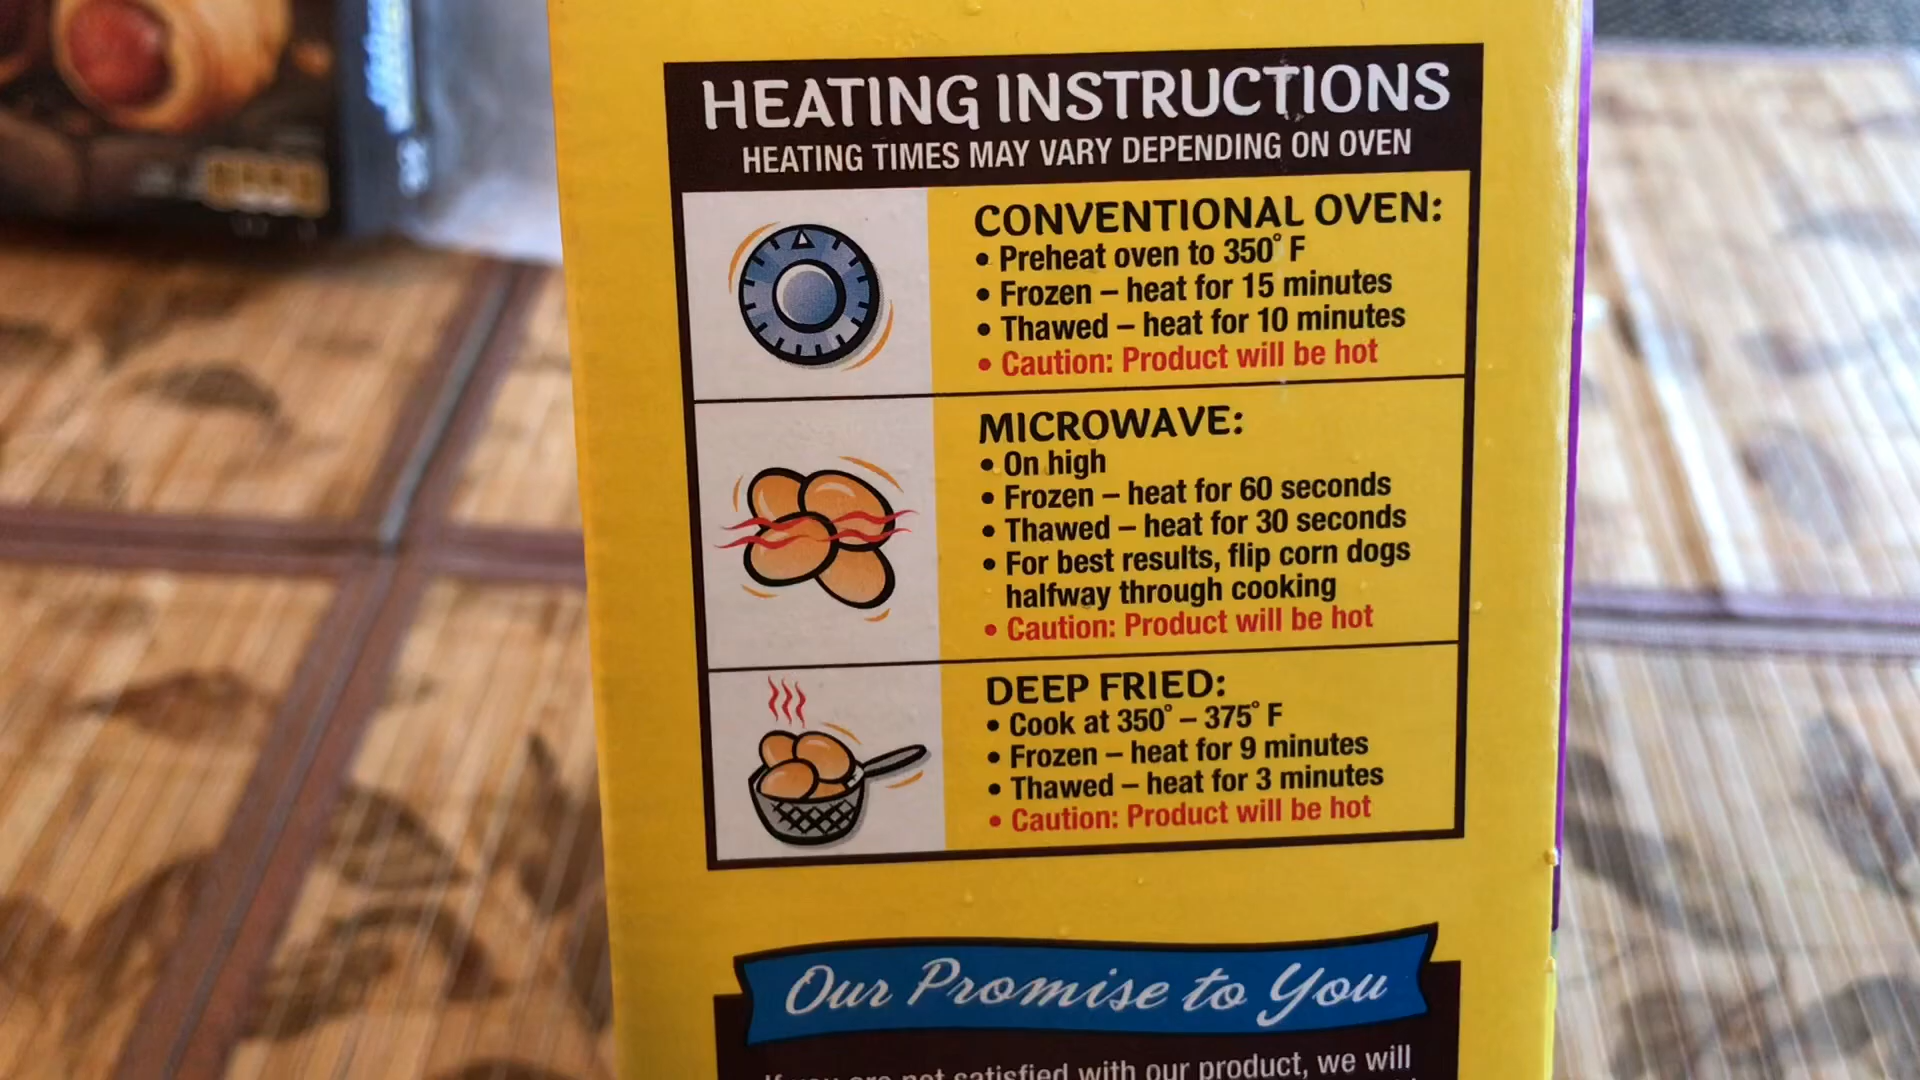 HEATING INSTRUCTIONS
HEATING TIMES MAY VARY DEPENDING ON OVEN
CONVENTIONAL OVEN:
• Preheat oven to 350° F
• Frozen – heat for 15 minutes
• Thawed – heat for 10 minutes
• Caution: Product will be hot
MICROWAVE:
• On high
• Frozen – heat for 60 seconds
• Thawed – heat for 30 seconds
• For best results, flip corn dogs
halfway through cooking
• Caution: Product will be hot
DEEP FRIED:
• Cook at 350° – 375° F
• Frozen – heat for 9 minutes
• Thawed – heat for 3 minutes
• Caution: Product will be hot
Our Promise to You
If you are not satisfied with our product, we will